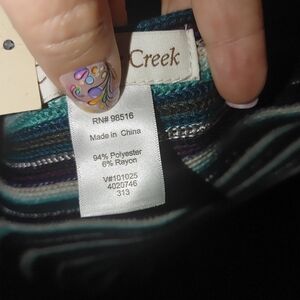 Creek
RN# 98516
Made in China
94% Polyester
6% Rayon
V#101025
4020746
313